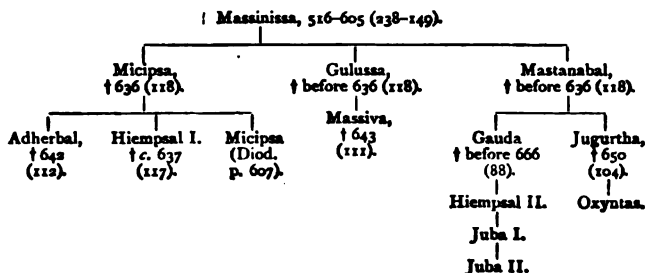 Massinissa, 516-605 (238-149).
Micipsa, Gulussa, Mastanabal,
† 636 (118). † before 636 (118). † before 636 (118).
Adherbal, Hiempsal I. Micipsa Massiva, Gauda Jugurtha,
† 642 † c. 637 (Diod. † 643 † before 666 † 650
(112). (117). p. 607). (111). (88). (104).
Hiempsal II. Oxyntas.
Juba I.
Juba II.